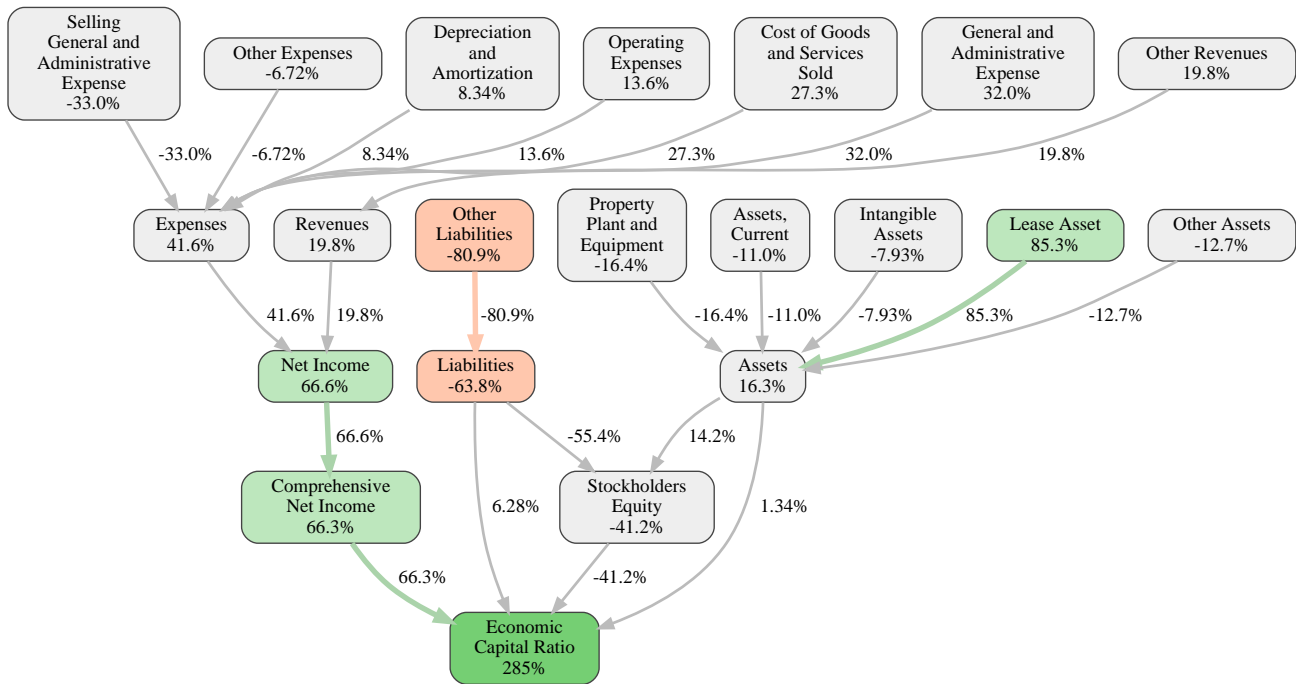 Selling
General and
Administrative
Expense
-33.0%
Other Expenses
-6.72%
Depreciation
and
Amortization
8.34%
Operating
Expenses
13.6%
Cost of Goods
and Services
Sold
27.3%
General and
Administrative
Expense
32.0%
Other Revenues
19.8%
-33.0%
-6.72%
8.34%
13.6%
27.3%
32.0%
19.8%
Expenses
41.6%
Revenues
19.8%
Other
Liabilities
-80.9%
Property
Plant and
Equipment
-16.4%
Assets,
Current
-11.0%
Intangible
Assets
-7.93%
Lease Asset
85.3%
Other Assets
-12.7%
41.6%
19.8%
-80.9%
-16.4%
-11.0%
-7.93%
85.3%
-12.7%
Net Income
66.6%
Liabilities
-63.8%
Assets
16.3%
66.6%
-55.4%
14.2%
Comprehensive
Net Income
66.3%
6.28%
Stockholders
Equity
-41.2%
1.34%
66.3%
-41.2%
Economic
Capital Ratio
285%